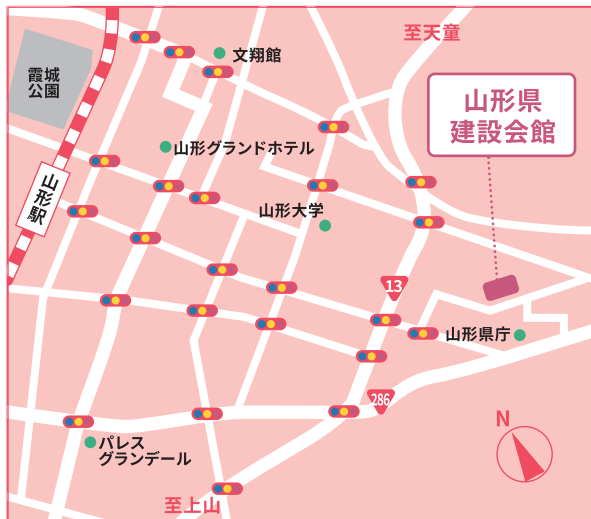 至天童
文翔館
霞城
公園
山形県
建設会館
山形グランドホテル
山形駅
山形大学
13
山形県庁
286
N
パレス
グランデール
至上山